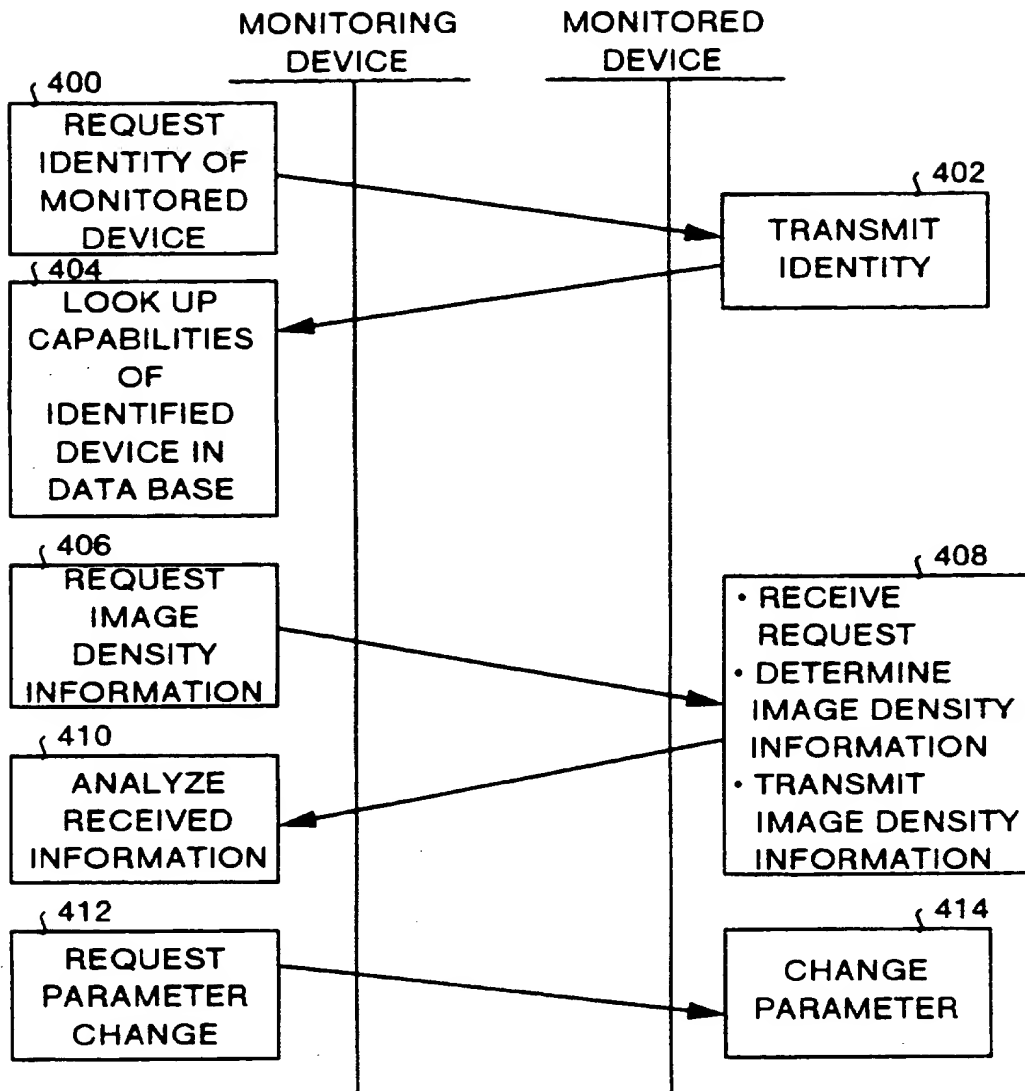 MONITORING
DEVICE
MONITORED
DEVICE
400
REQUEST
IDENTITY OF
MONITORED
DEVICE
402
TRANSMIT
IDENTITY
404
LOOK UP
CAPABILITIES
OF
IDENTIFIED
DEVICE IN
DATA BASE
406
REQUEST
IMAGE
DENSITY
INFORMATION
408
• RECEIVE
REQUEST
• DETERMINE
IMAGE DENSITY
INFORMATION
• TRANSMIT
IMAGE DENSITY
INFORMATION
410
ANALYZE
RECEIVED
INFORMATION
412
REQUEST
PARAMETER
CHANGE
414
CHANGE
PARAMETER